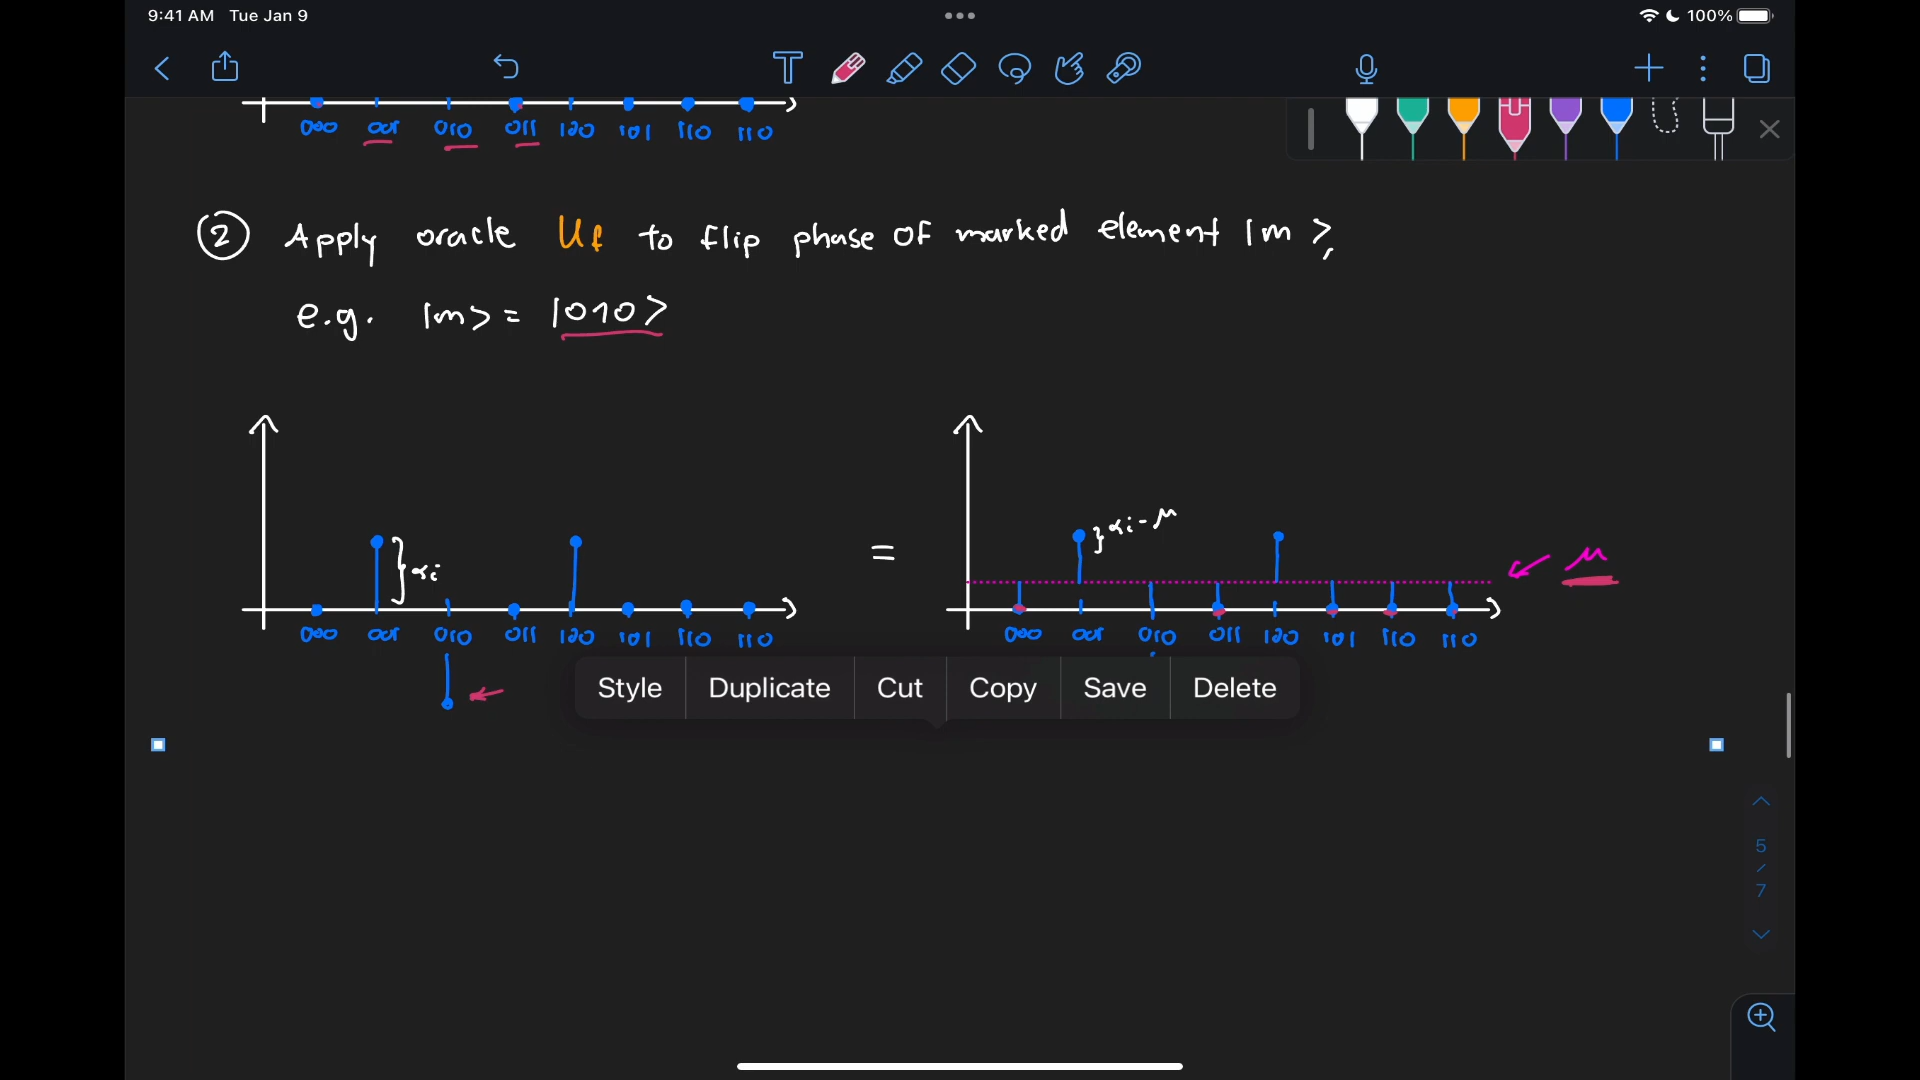 9:41 AM Tue Jan 9
100%
000 001 010 011 100 101 110 110
② Apply oracle Uf to flip phase of marked element |m>,
e.g. |m> = |010>
}αi
=
}αi-μ
μ
000 001 010 011 100 101 110 110
000 001 010 011 100 101 110 110
Style Duplicate Cut Copy Save Delete
5
/
7